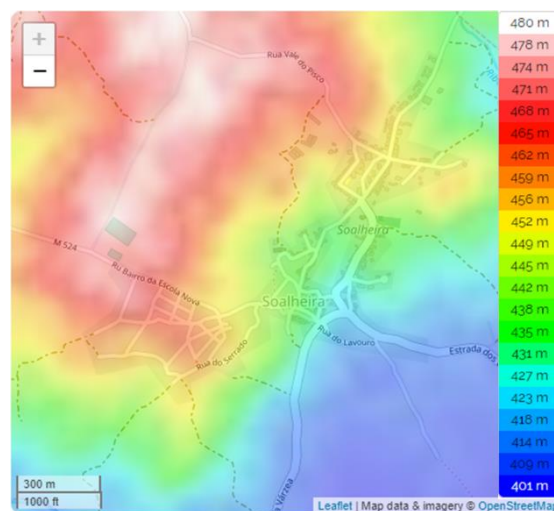 +
−
Rua Vale do Pisco
Soalheira
M 524
Ru Bairro da Escola Nova
Soalheira
Rua do Lavouro
Rua do Serrado
Estrada dos
Várzea
300 m
1000 ft
Leaflet | Map data & imagery © OpenStreetMap
480 m
478 m
474 m
471 m
468 m
465 m
462 m
459 m
456 m
452 m
449 m
445 m
442 m
438 m
435 m
431 m
427 m
423 m
418 m
414 m
409 m
401 m